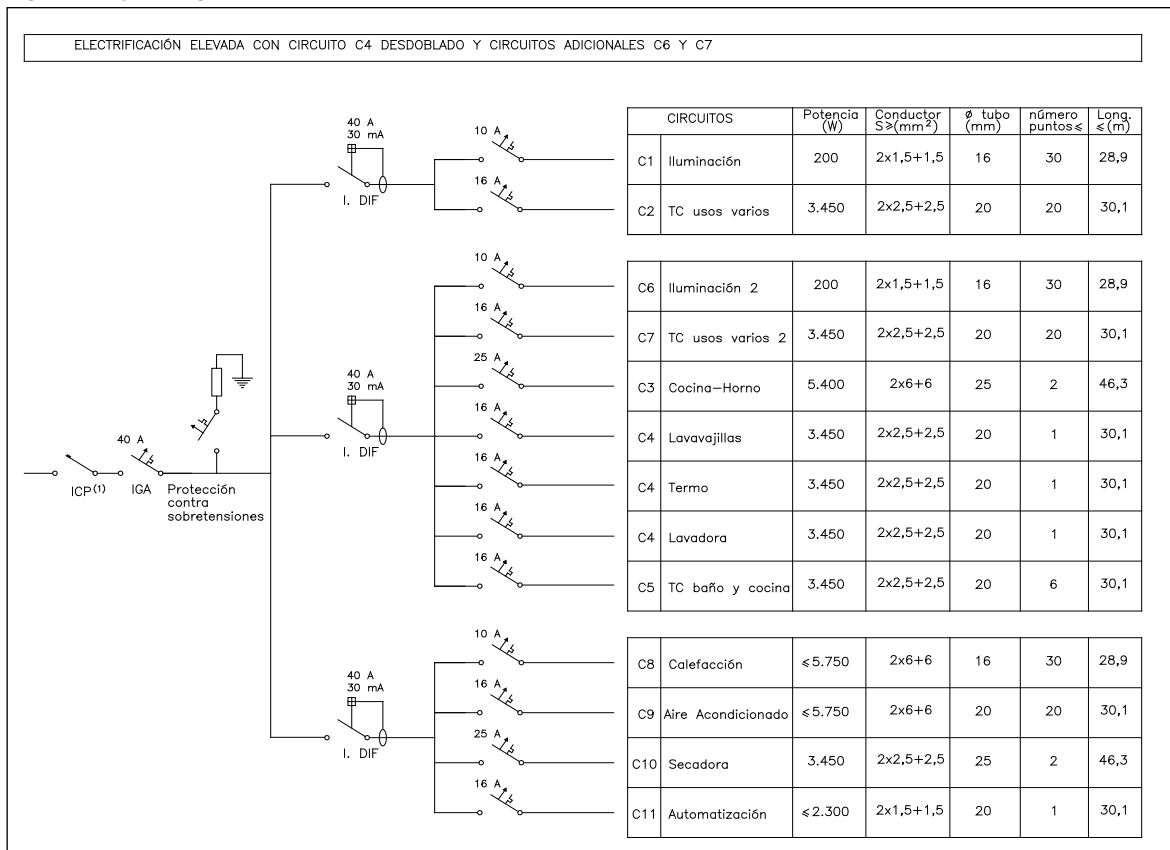 ELECTRIFICACIÓN ELEVADA CON CIRCUITO C4 DESDOBLADO Y CIRCUITOS ADICIONALES C6 Y C7
CIRCUITOS Potencia (W) Conductor S≥(mm²) ø tubo (mm) número puntos≤ Long. ≤(m)
40 A
30 mA
I. DIF
10 A
C1 Iluminación 200 2x1,5+1,5 16 30 28,9
16 A
C2 TC usos varios 3.450 2x2,5+2,5 20 20 30,1
40 A
30 mA
I. DIF
10 A
C6 Iluminación 2 200 2x1,5+1,5 16 30 28,9
16 A
C7 TC usos varios 2 3.450 2x2,5+2,5 20 20 30,1
25 A
C3 Cocina-Horno 5.400 2x6+6 25 2 46,3
16 A
C4 Lavavajillas 3.450 2x2,5+2,5 20 1 30,1
16 A
C4 Termo 3.450 2x2,5+2,5 20 1 30,1
16 A
C4 Lavadora 3.450 2x2,5+2,5 20 1 30,1
16 A
C5 TC baño y cocina 3.450 2x2,5+2,5 20 6 30,1
40 A
ICP(1) IGA Protección
contra
sobretensiones
40 A
30 mA
I. DIF
10 A
C8 Calefacción ≤5.750 2x6+6 16 30 28,9
16 A
C9 Aire Acondicionado ≤5.750 2x6+6 20 20 30,1
25 A
C10 Secadora 3.450 2x2,5+2,5 25 2 46,3
16 A
C11 Automatización ≤2.300 2x1,5+1,5 20 1 30,1